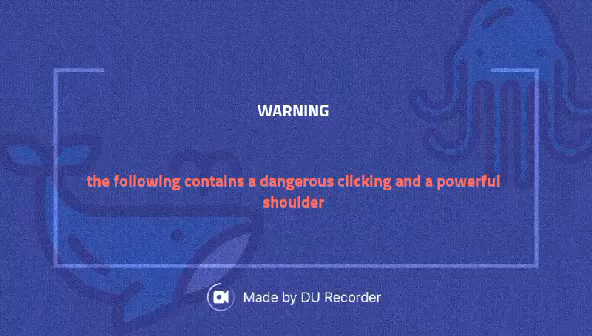 WARNING
the following contains a dangerous clicking and a powerful
shoulder
Made by DU Recorder